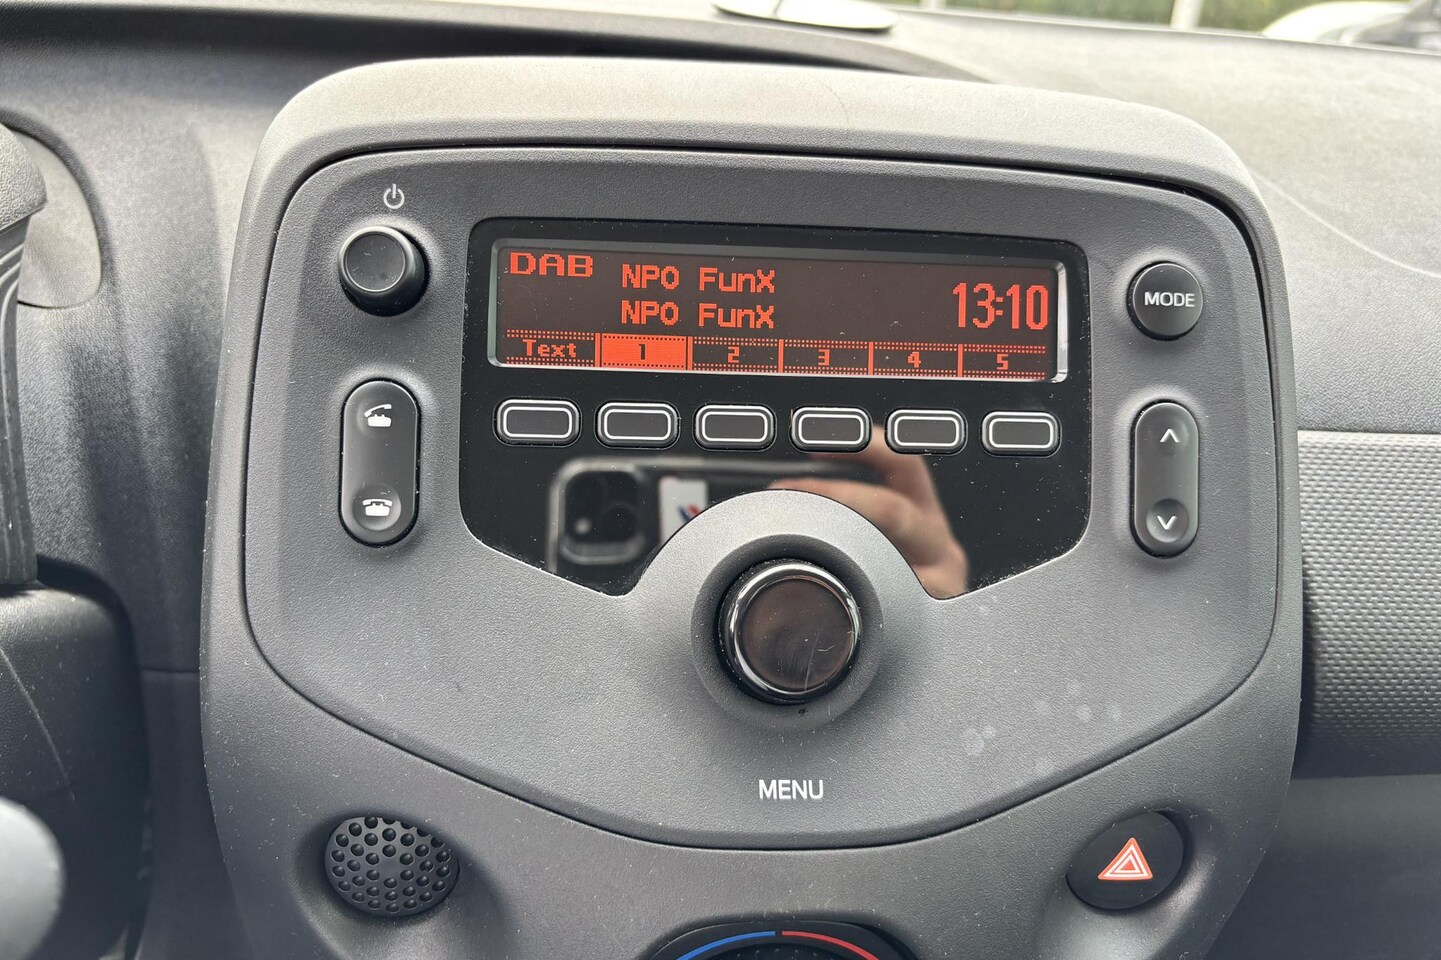 DAB
NPO FunX
NPO FunX
13:10
Text 1 2 3 4 5
MODE
MENU